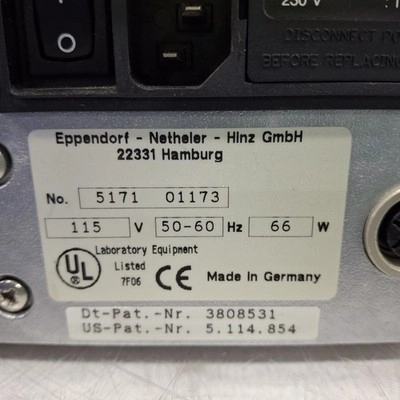 230 V
DISCONNECT
BEFORE REPLACING
Eppendorf - Netheler - Hinz GmbH
22331 Hamburg
No. 5171 01173
115 V 50-60 Hz 66 W
Laboratory Equipment
UL ® Listed
7F06
CE Made in Germany
Dt-Pat.-Nr. 3808531
US-Pat.-Nr. 5.114.854